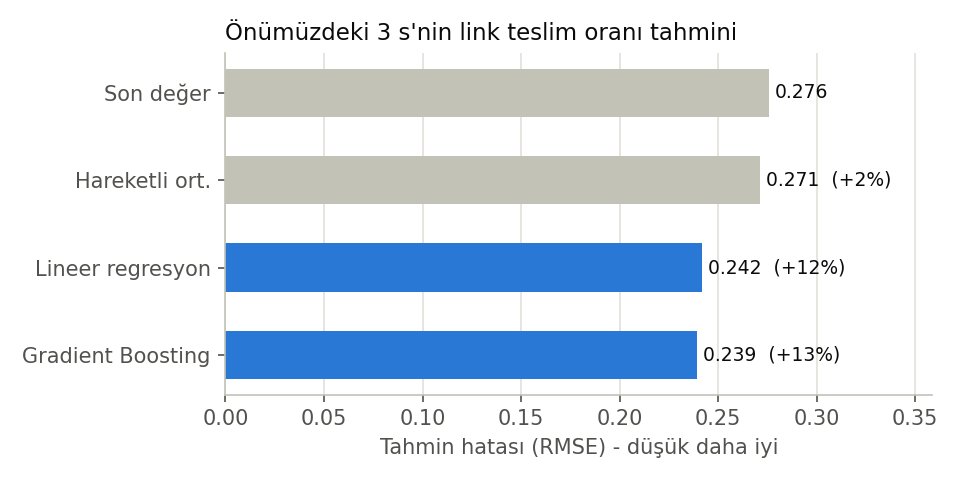 Önümüzdeki 3 s'nin link teslim oranı tahmini
Son değer 0.276
Hareketli ort. 0.271 (+2%)
Lineer regresyon 0.242 (+12%)
Gradient Boosting 0.239 (+13%)
0.00 0.05 0.10 0.15 0.20 0.25 0.30 0.35
Tahmin hatası (RMSE) - düşük daha iyi